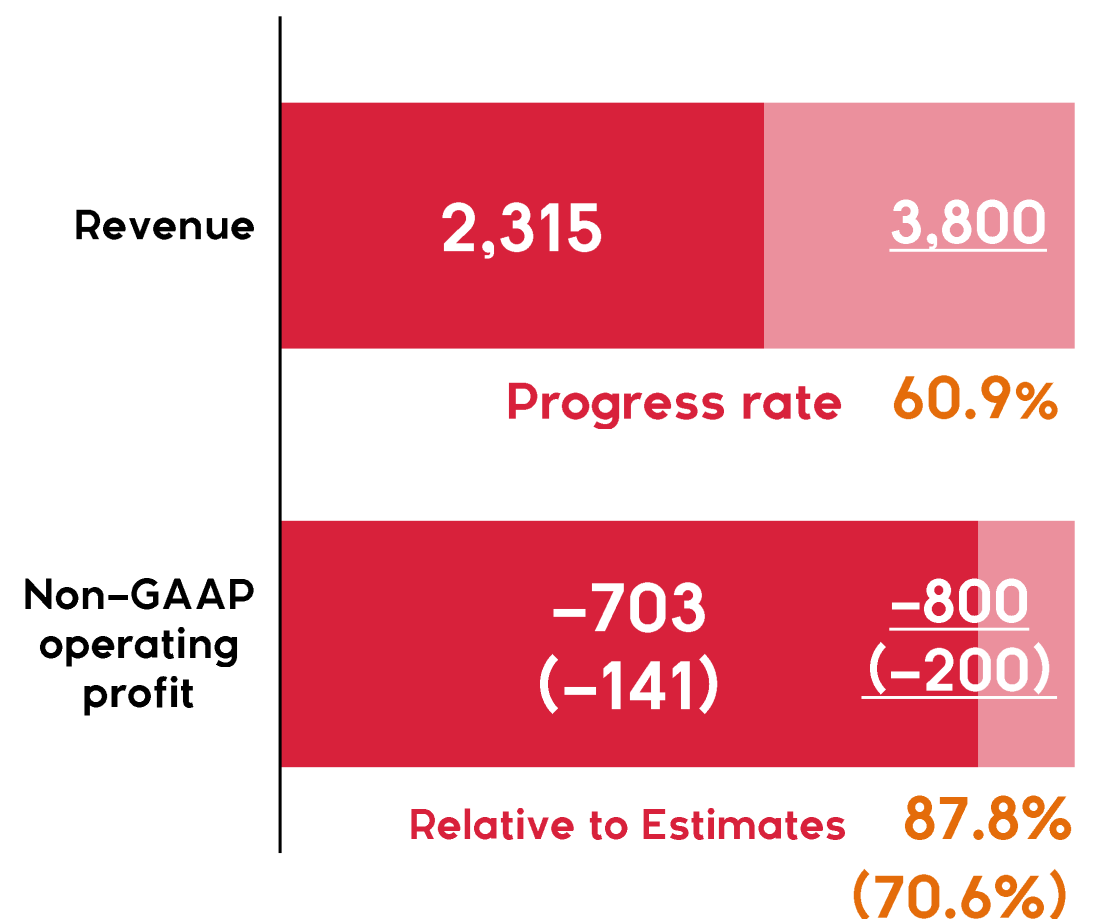 Revenue
2,315
3,800
Progress rate 60.9%
Non-GAAP
operating
profit
-703
(-141)
-800
(-200)
Relative to Estimates 87.8%
(70.6%)